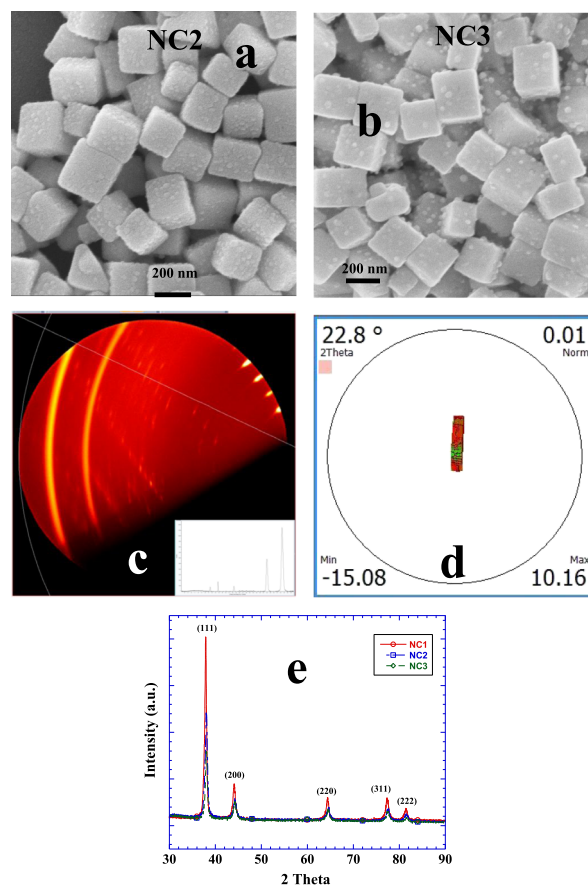 NC2
a
200 nm
NC3
b
200 nm
c
22.8 °
2Theta
0.01
Norm
Min
-15.08
Max
10.16
d
e
(111)
(200)
(220)
(311)
(222)
NC1
NC2
NC3
Intensity (a.u.)
30 40 50 60 70 80 90
2 Theta